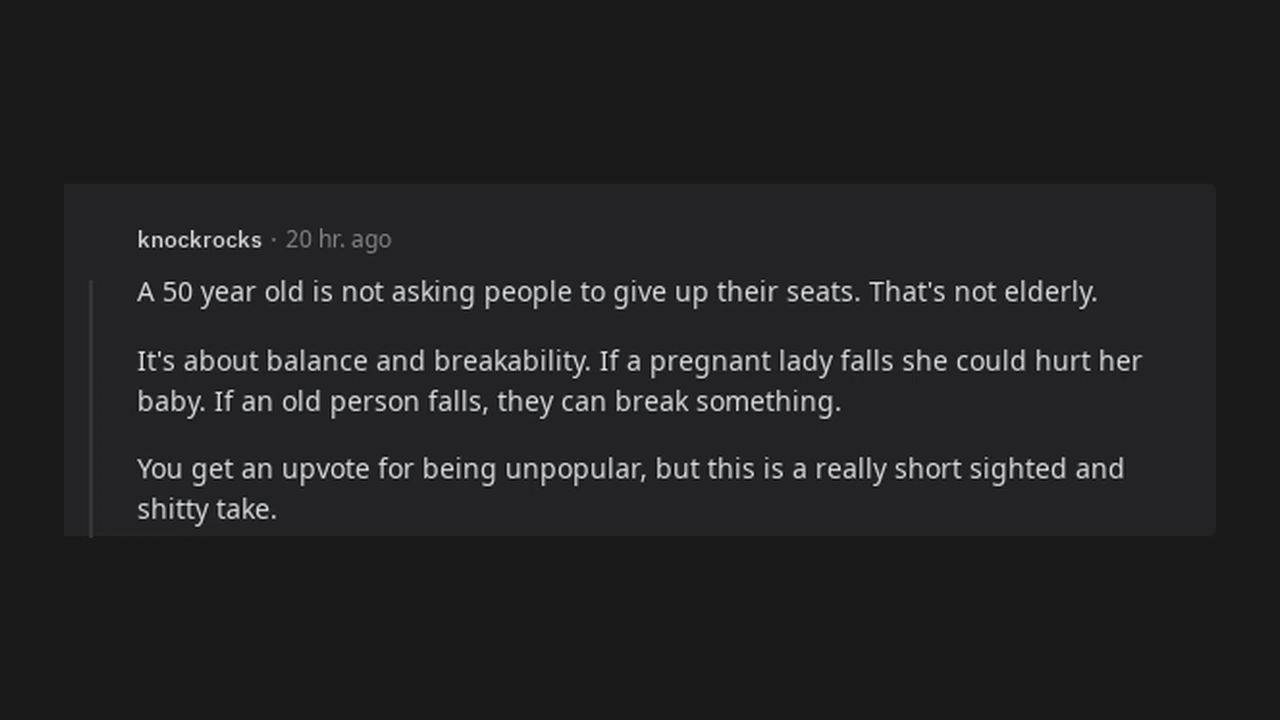 knockrocks · 20 hr. ago
A 50 year old is not asking people to give up their seats. That's not elderly.
It's about balance and breakability. If a pregnant lady falls she could hurt her
baby. If an old person falls, they can break something.
You get an upvote for being unpopular, but this is a really short sighted and
shitty take.